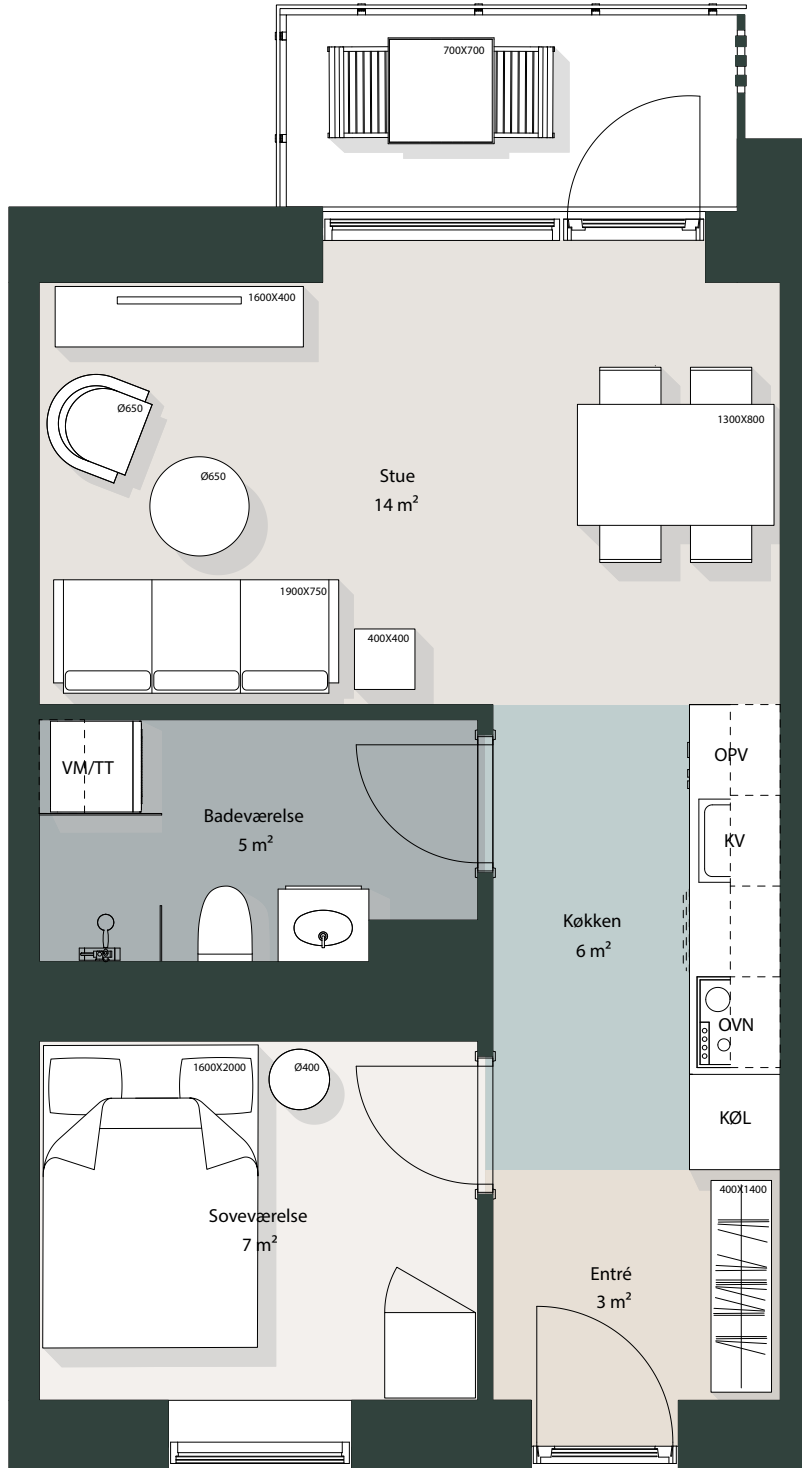 700X700
1600X400
Ø650
1300X800
Ø650
Stue
14 m²
1900X750
400X400
OPV
VM/TT
Badeværelse
5 m²
KV
Køkken
6 m²
OVN
1600X2000
Ø400
KØL
400X1400
Soveværelse
7 m²
Entré
3 m²